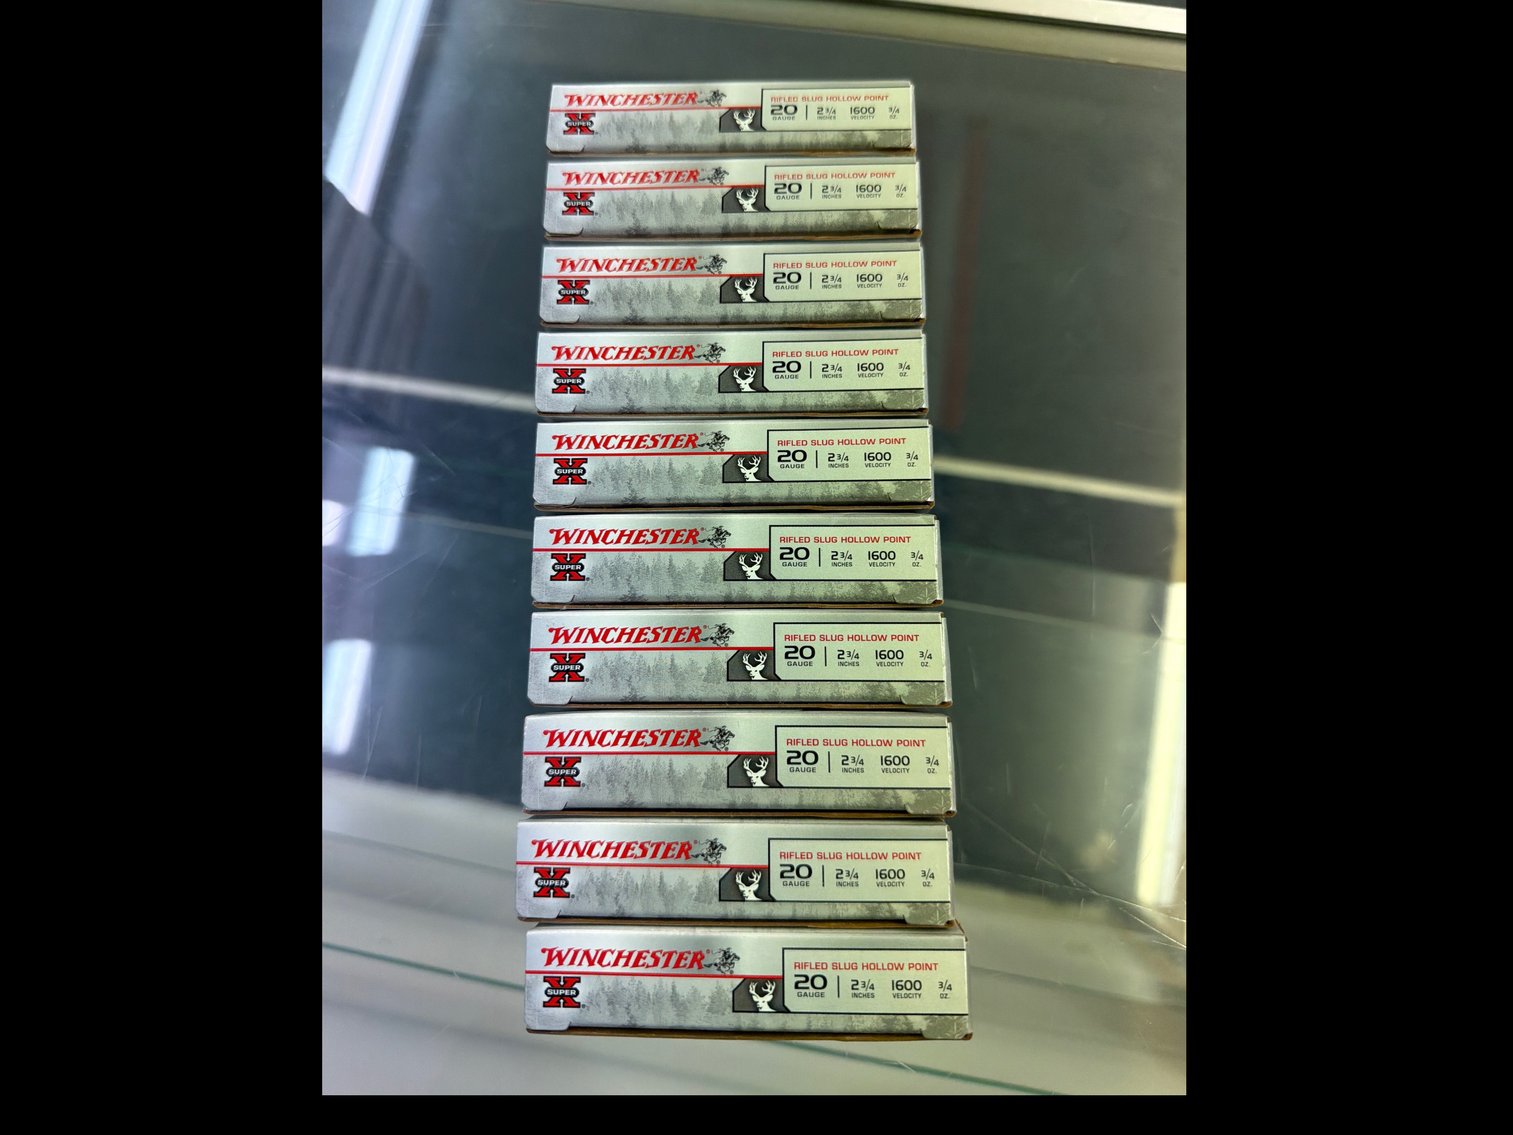 WINCHESTER
SUPER X
RIFLED SLUG HOLLOW POINT
20 2 3/4 1600 3/4
GAUGE INCHES VELOCITY OZ.
WINCHESTER
SUPER X
RIFLED SLUG HOLLOW POINT
20 2 3/4 1600 3/4
GAUGE INCHES VELOCITY OZ.
WINCHESTER
SUPER X
RIFLED SLUG HOLLOW POINT
20 2 3/4 1600 3/4
GAUGE INCHES VELOCITY OZ.
WINCHESTER
SUPER X
RIFLED SLUG HOLLOW POINT
20 2 3/4 1600 3/4
GAUGE INCHES VELOCITY OZ.
WINCHESTER
SUPER X
RIFLED SLUG HOLLOW POINT
20 2 3/4 1600 3/4
GAUGE INCHES VELOCITY OZ.
WINCHESTER
SUPER X
RIFLED SLUG HOLLOW POINT
20 2 3/4 1600 3/4
GAUGE INCHES VELOCITY OZ.
WINCHESTER
SUPER X
RIFLED SLUG HOLLOW POINT
20 2 3/4 1600 3/4
GAUGE INCHES VELOCITY OZ.
WINCHESTER
SUPER X
RIFLED SLUG HOLLOW POINT
20 2 3/4 1600 3/4
GAUGE INCHES VELOCITY OZ.
WINCHESTER
SUPER X
RIFLED SLUG HOLLOW POINT
20 2 3/4 1600 3/4
GAUGE INCHES VELOCITY OZ.
WINCHESTER
SUPER X
RIFLED SLUG HOLLOW POINT
20 2 3/4 1600 3/4
GAUGE INCHES VELOCITY OZ.